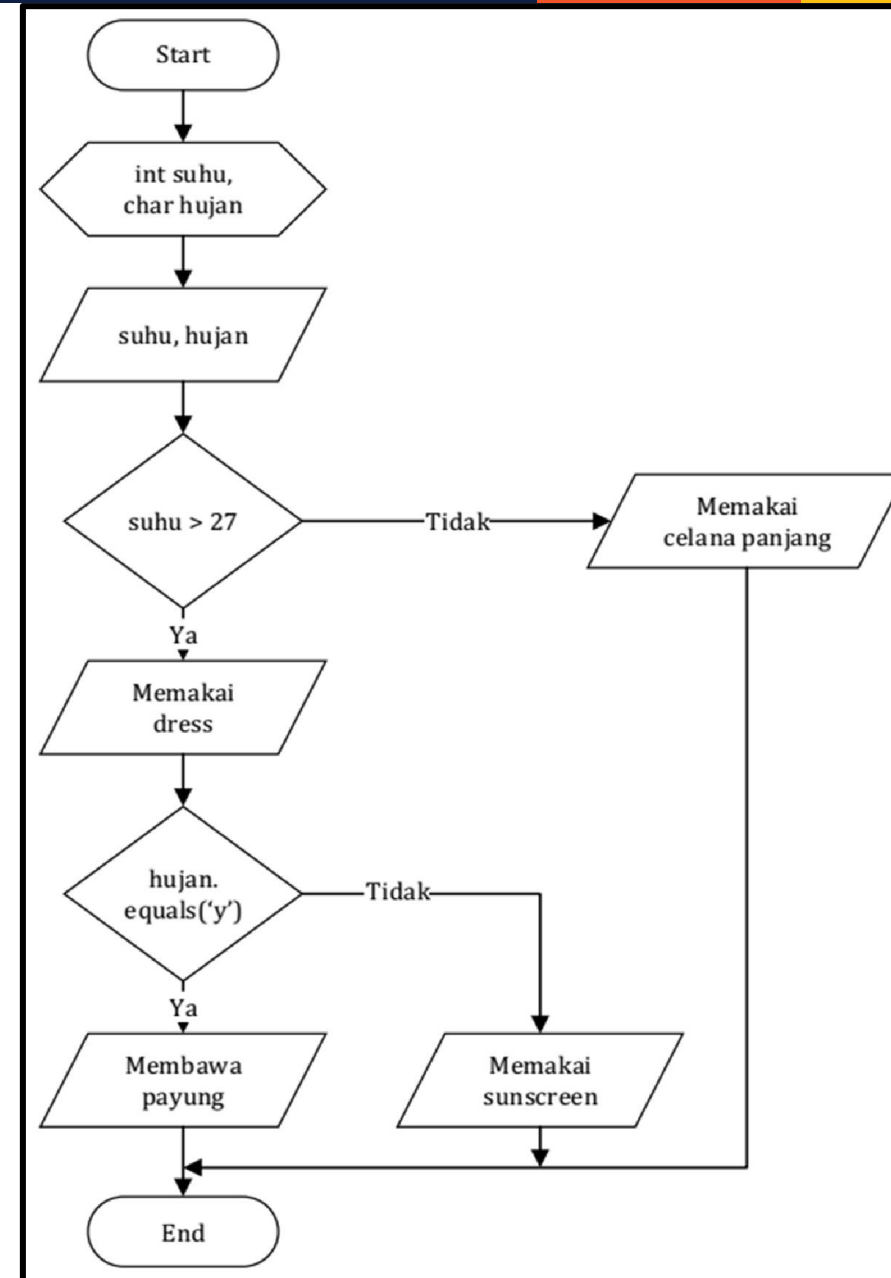 Start
int suhu,
char hujan
suhu, hujan
suhu > 27
Tidak
Memakai
celana panjang
Ya
Memakai
dress
hujan.
equals(‘y’)
Tidak
Ya
Membawa
payung
Memakai
sunscreen
End